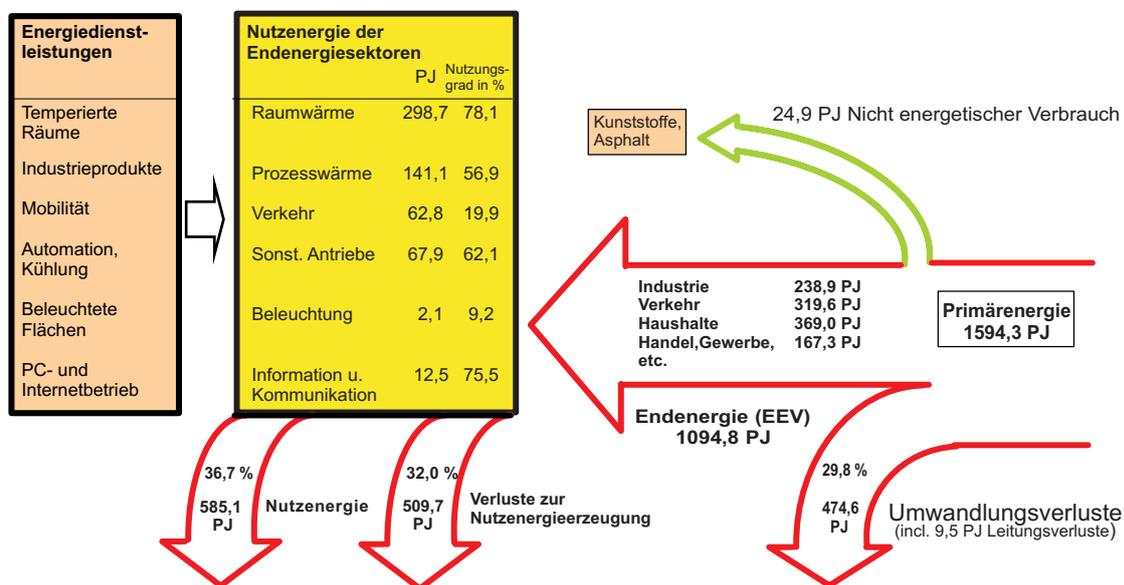 Energiedienst-
leistungen
Temperierte
Räume
Industrieprodukte
Mobilität
Automation,
Kühlung
Beleuchtete
Flächen
PC- und
Internetbetrieb
Nutzenergie der
Endenergiesektoren
PJ Nutzungs-
grad in %
Raumwärme 298,7 78,1
Prozesswärme 141,1 56,9
Verkehr 62,8 19,9
Sonst. Antriebe 67,9 62,1
Beleuchtung 2,1 9,2
Information u. 12,5 75,5
Kommunikation
Kunststoffe,
Asphalt
24,9 PJ Nicht energetischer Verbrauch
Industrie 238,9 PJ
Verkehr 319,6 PJ
Haushalte 369,0 PJ
Handel,Gewerbe, 167,3 PJ
etc.
Primärenergie
1594,3 PJ
Endenergie (EEV)
1094,8 PJ
36,7 %
585,1
PJ
Nutzenergie
32,0 %
509,7
PJ
Verluste zur
Nutzenergieerzeugung
29,8 %
474,6
PJ
Umwandlungsverluste
(incl. 9,5 PJ Leitungsverluste)